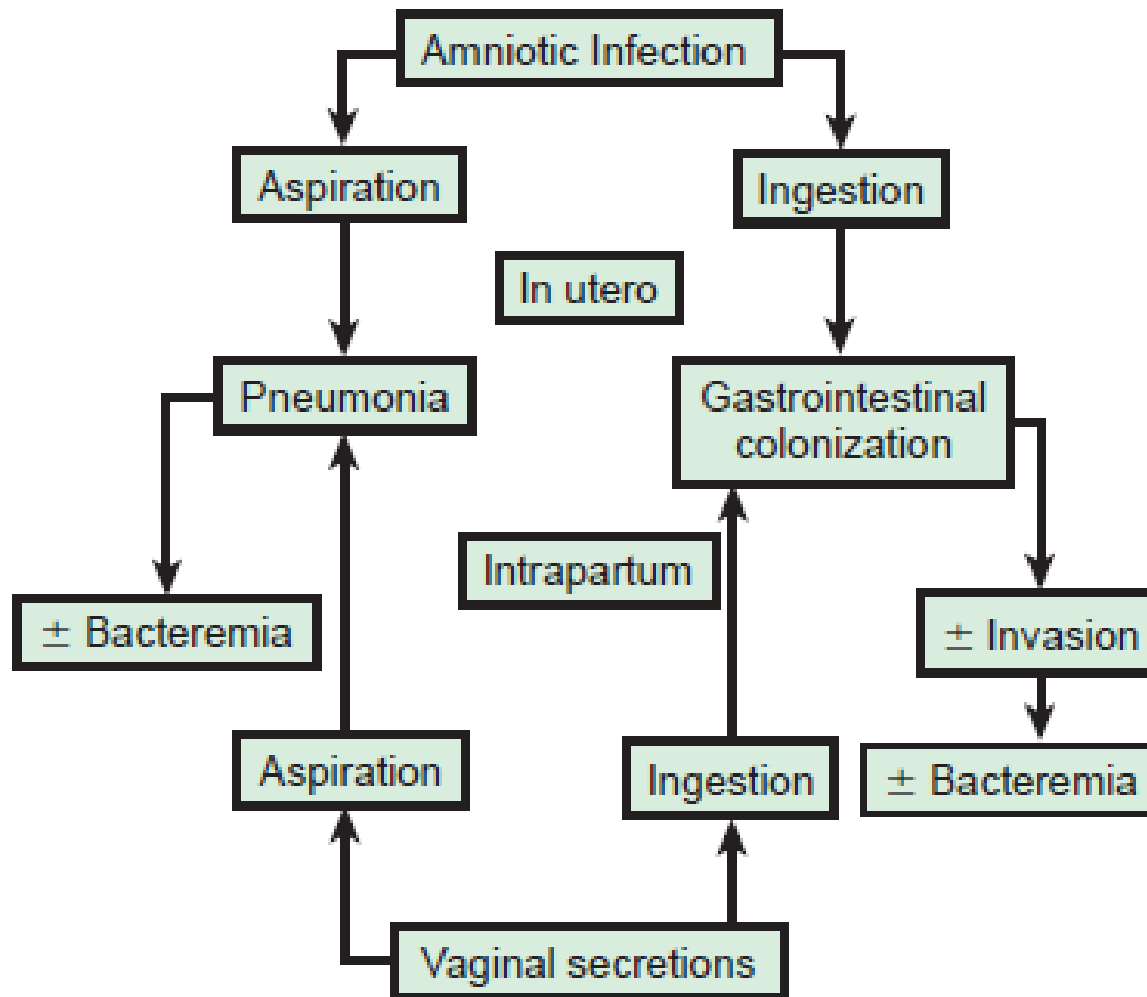 Amniotic Infection
Aspiration
Ingestion
In utero
Pneumonia
Gastrointestinal
colonization
Intrapartum
± Bacteremia
± Invasion
Aspiration
Ingestion
± Bacteremia
Vaginal secretions